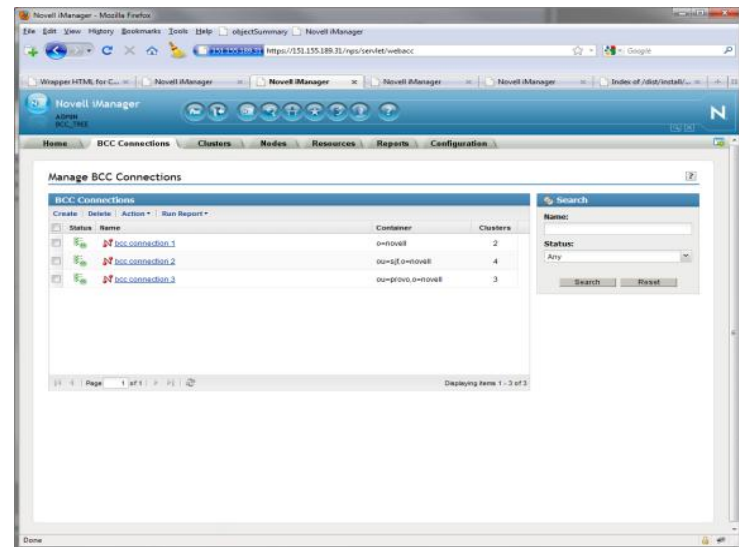 Novell iManager - Mozilla Firefox
File Edit View History Bookmarks Tools Help objectSummary Novell iManager
151.155.189.31 https://151.155.189.31/nps/servlet/webacc Google
Wrapper HTML for C... Novell iManager Novell iManager Novell iManager Novell iManager Index of /dist/install/...
Novell iManager
ADMIN
BCC_TREE
N
Home BCC Connections Clusters Nodes Resources Reports Configuration
Manage BCC Connections
BCC Connections
Create Delete Action Run Report
Status Name Container Clusters
bcc connection 1 o=novell 2
bcc connection 2 ou=sjf,o=novell 4
bcc connection 3 ou=provo,o=novell 3
Page 1 of 1
Displaying items 1 - 3 of 3
Search
Name:
Status:
Any
Search Reset
Done